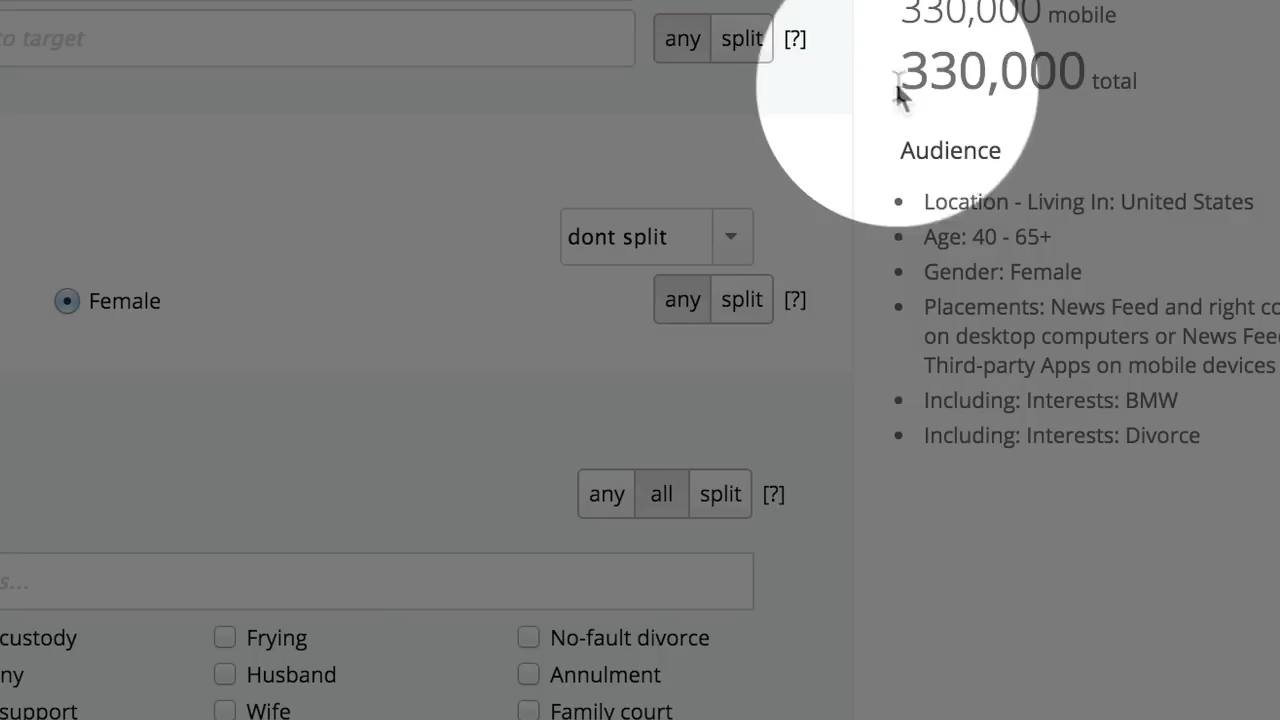 330,000 mobile
to target
any split [?]
330,000 total
Audience
Location - Living In: United States
dont split
Age: 40 - 65+
Gender: Female
Female
any split [?]
Placements: News Feed and right
on desktop computers or News
Third-party Apps on mobile devices
Including: Interests: BMW
Including: Interests: Divorce
any all split [?]
custody
Frying
No-fault divorce
Husband
Annulment
support
Wife
Family court